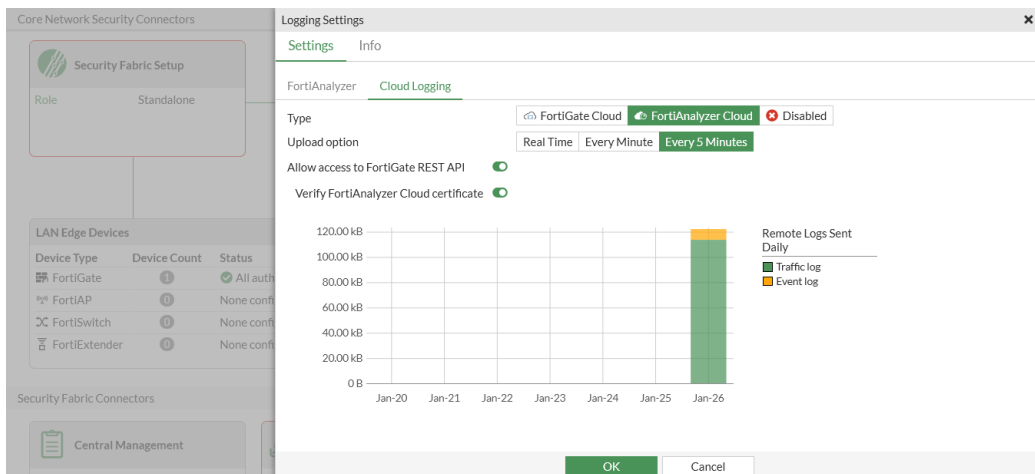 Core Network Security Connectors
Security Fabric Setup
Role Standalone
LAN Edge Devices
Device Type Device Count Status
FortiGate 1 All auth
FortiAP 0 None confi
FortiSwitch 0 None confi
FortiExtender 0 None confi
Security Fabric Connectors
Central Management
Logging Settings
Settings Info
FortiAnalyzer Cloud Logging
Type FortiGate Cloud FortiAnalyzer Cloud Disabled
Upload option Real Time Every Minute Every 5 Minutes
Allow access to FortiGate REST API
Verify FortiAnalyzer Cloud certificate
120.00 kB
100.00 kB
80.00 kB
60.00 kB
40.00 kB
20.00 kB
0 B
Jan-20 Jan-21 Jan-22 Jan-23 Jan-24 Jan-25 Jan-26
Remote Logs Sent
Daily
Traffic log
Event log
OK Cancel